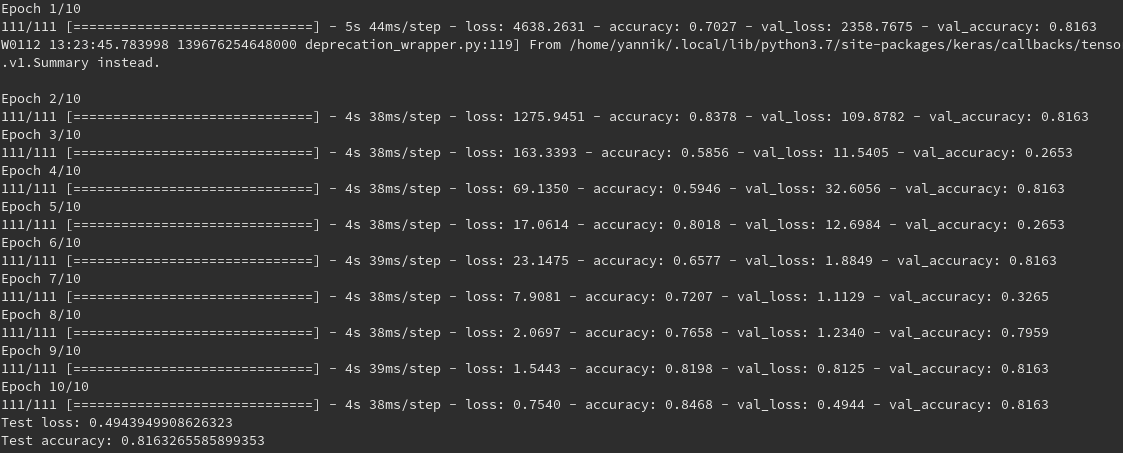 Epoch 1/10
111/111 [==============================] - 5s 44ms/step - loss: 4638.2631 - accuracy: 0.7027 - val_loss: 2358.7675 - val_accuracy: 0.8163
W0112 13:23:45.783998 139676254648000 deprecation_wrapper.py:119] From /home/yannik/.local/lib/python3.7/site-packages/keras/callbacks/tenso
.v1.Summary instead.
Epoch 2/10
111/111 [==============================] - 4s 38ms/step - loss: 1275.9451 - accuracy: 0.8378 - val_loss: 109.8782 - val_accuracy: 0.8163
Epoch 3/10
111/111 [==============================] - 4s 38ms/step - loss: 163.3393 - accuracy: 0.5856 - val_loss: 11.5405 - val_accuracy: 0.2653
Epoch 4/10
111/111 [==============================] - 4s 38ms/step - loss: 69.1350 - accuracy: 0.5946 - val_loss: 32.6056 - val_accuracy: 0.8163
Epoch 5/10
111/111 [==============================] - 4s 38ms/step - loss: 17.0614 - accuracy: 0.8018 - val_loss: 12.6984 - val_accuracy: 0.2653
Epoch 6/10
111/111 [==============================] - 4s 39ms/step - loss: 23.1475 - accuracy: 0.6577 - val_loss: 1.8849 - val_accuracy: 0.8163
Epoch 7/10
111/111 [==============================] - 4s 38ms/step - loss: 7.9081 - accuracy: 0.7207 - val_loss: 1.1129 - val_accuracy: 0.3265
Epoch 8/10
111/111 [==============================] - 4s 38ms/step - loss: 2.0697 - accuracy: 0.7658 - val_loss: 1.2340 - val_accuracy: 0.7959
Epoch 9/10
111/111 [==============================] - 4s 39ms/step - loss: 1.5443 - accuracy: 0.8198 - val_loss: 0.8125 - val_accuracy: 0.8163
Epoch 10/10
111/111 [==============================] - 4s 38ms/step - loss: 0.7540 - accuracy: 0.8468 - val_loss: 0.4944 - val_accuracy: 0.8163
Test loss: 0.4943949908626323
Test accuracy: 0.8163265585899353